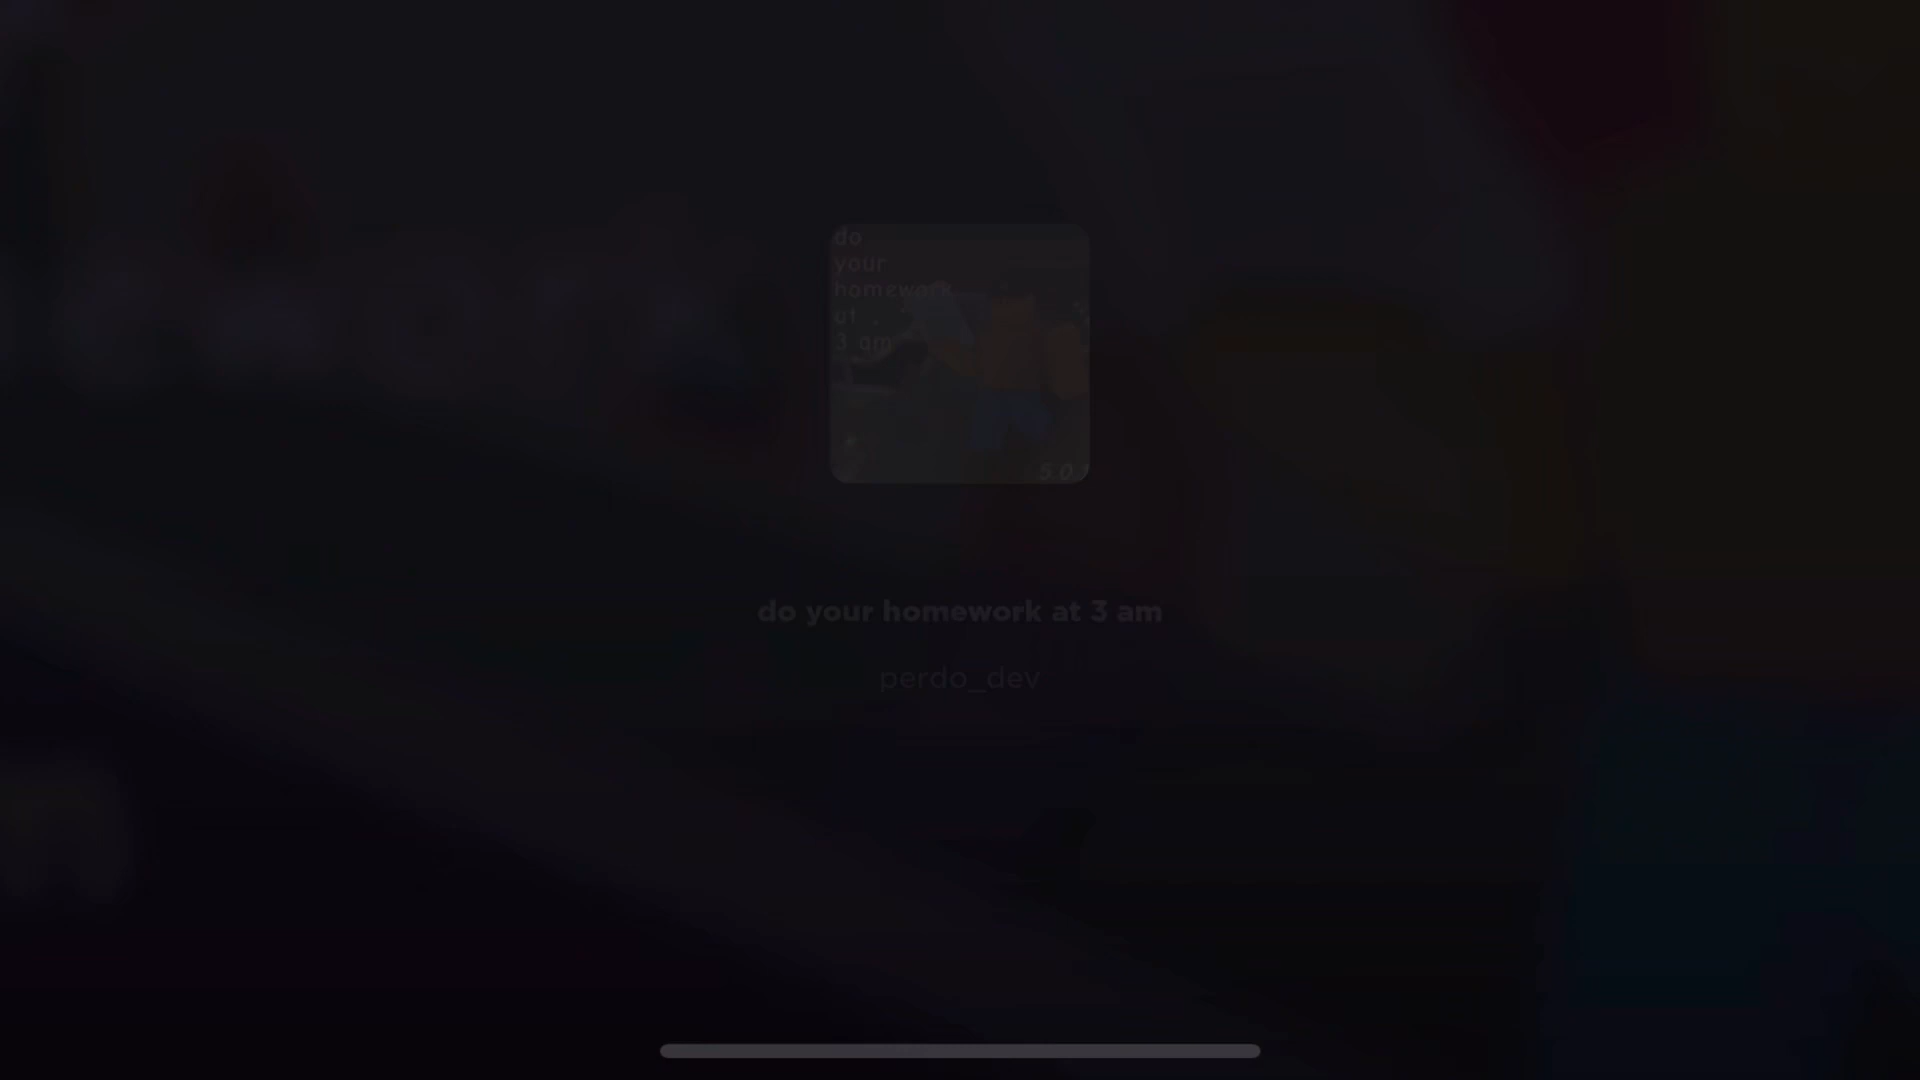 do
your
homework
at
3 am
do your homework at 3 am
perdo_dev